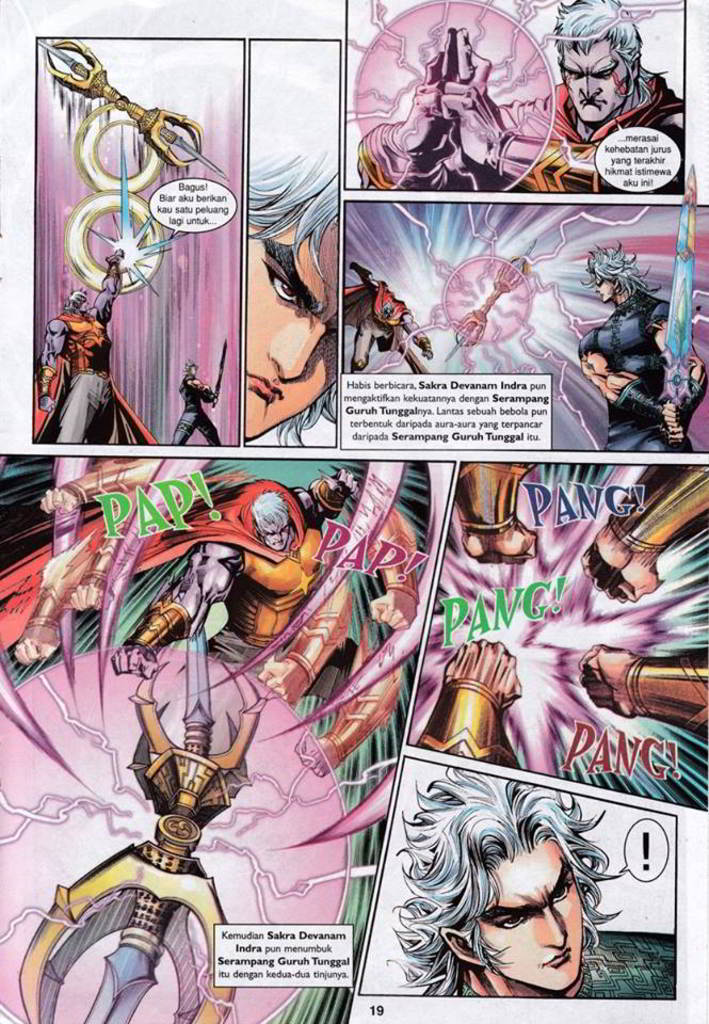 Bagus!
Biar aku berikan
kau satu peluang
lagi untuk...
...merasai
kehebatan jurus
yang terakhir
hikmat istimewa
aku ini!
Habis berbicara, Sakra Devanam Indra pun
mengaktifkan kekuatannya dengan Serampang
Guruh Tunggalnya. Lantas sebuah bebola pun
terbentuk daripada aura-aura yang terpancar
daripada Serampang Guruh Tunggal itu.
PAP!
PAP!
Kemudian Sakra Devanam
Indra pun menumbuk
Serampang Guruh Tunggal
itu dengan kedua-dua tinjunya.
PANG!
PANG!
PANG!
!
19